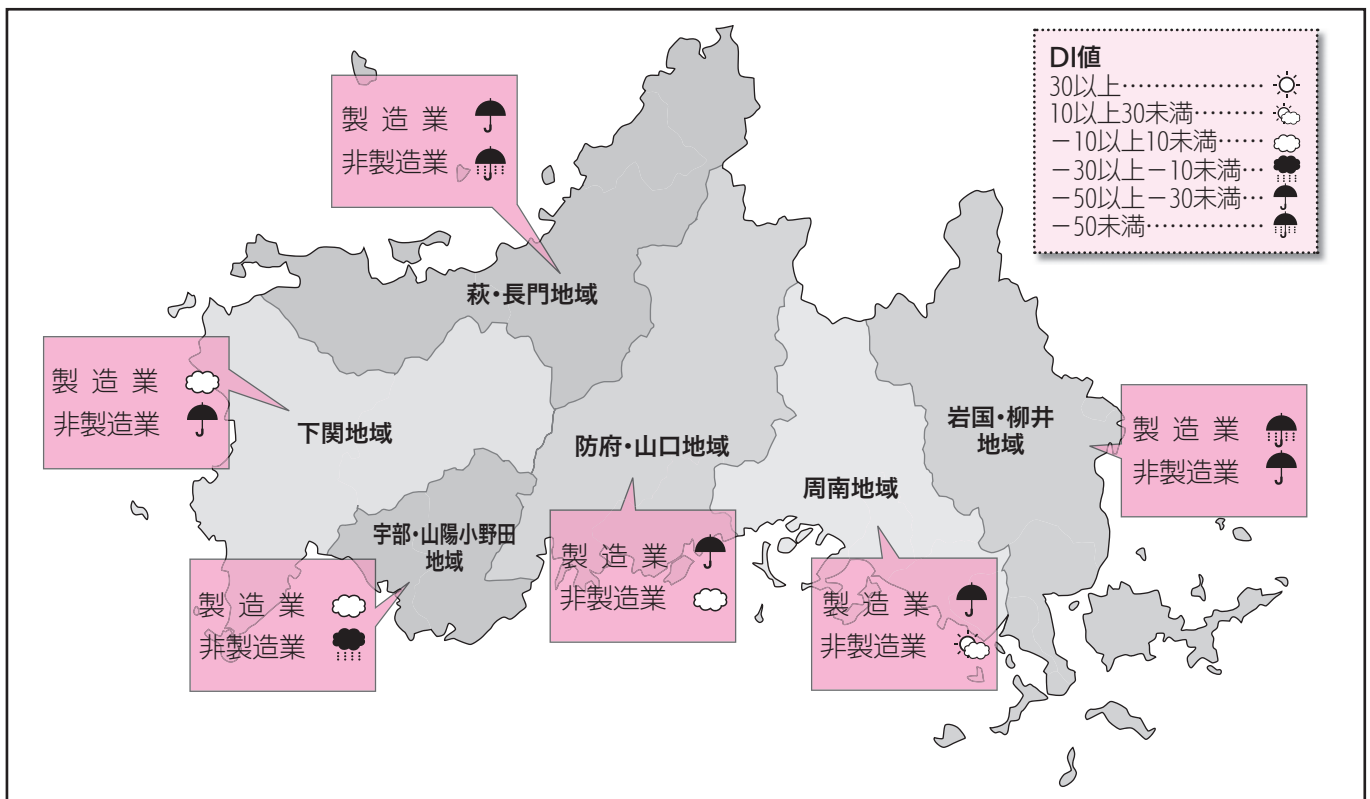 DI値
30以上………………
10以上30未満………
－10以上10未満……
－30以上－10未満…
－50以上－30未満…
－50未満……………
製造業
非製造業
萩・長門地域
製造業
非製造業
下関地域
防府・山口地域
岩国・柳井
地域
製造業
非製造業
周南地域
宇部・山陽小野田
地域
製造業
非製造業
製造業
非製造業
製造業
非製造業